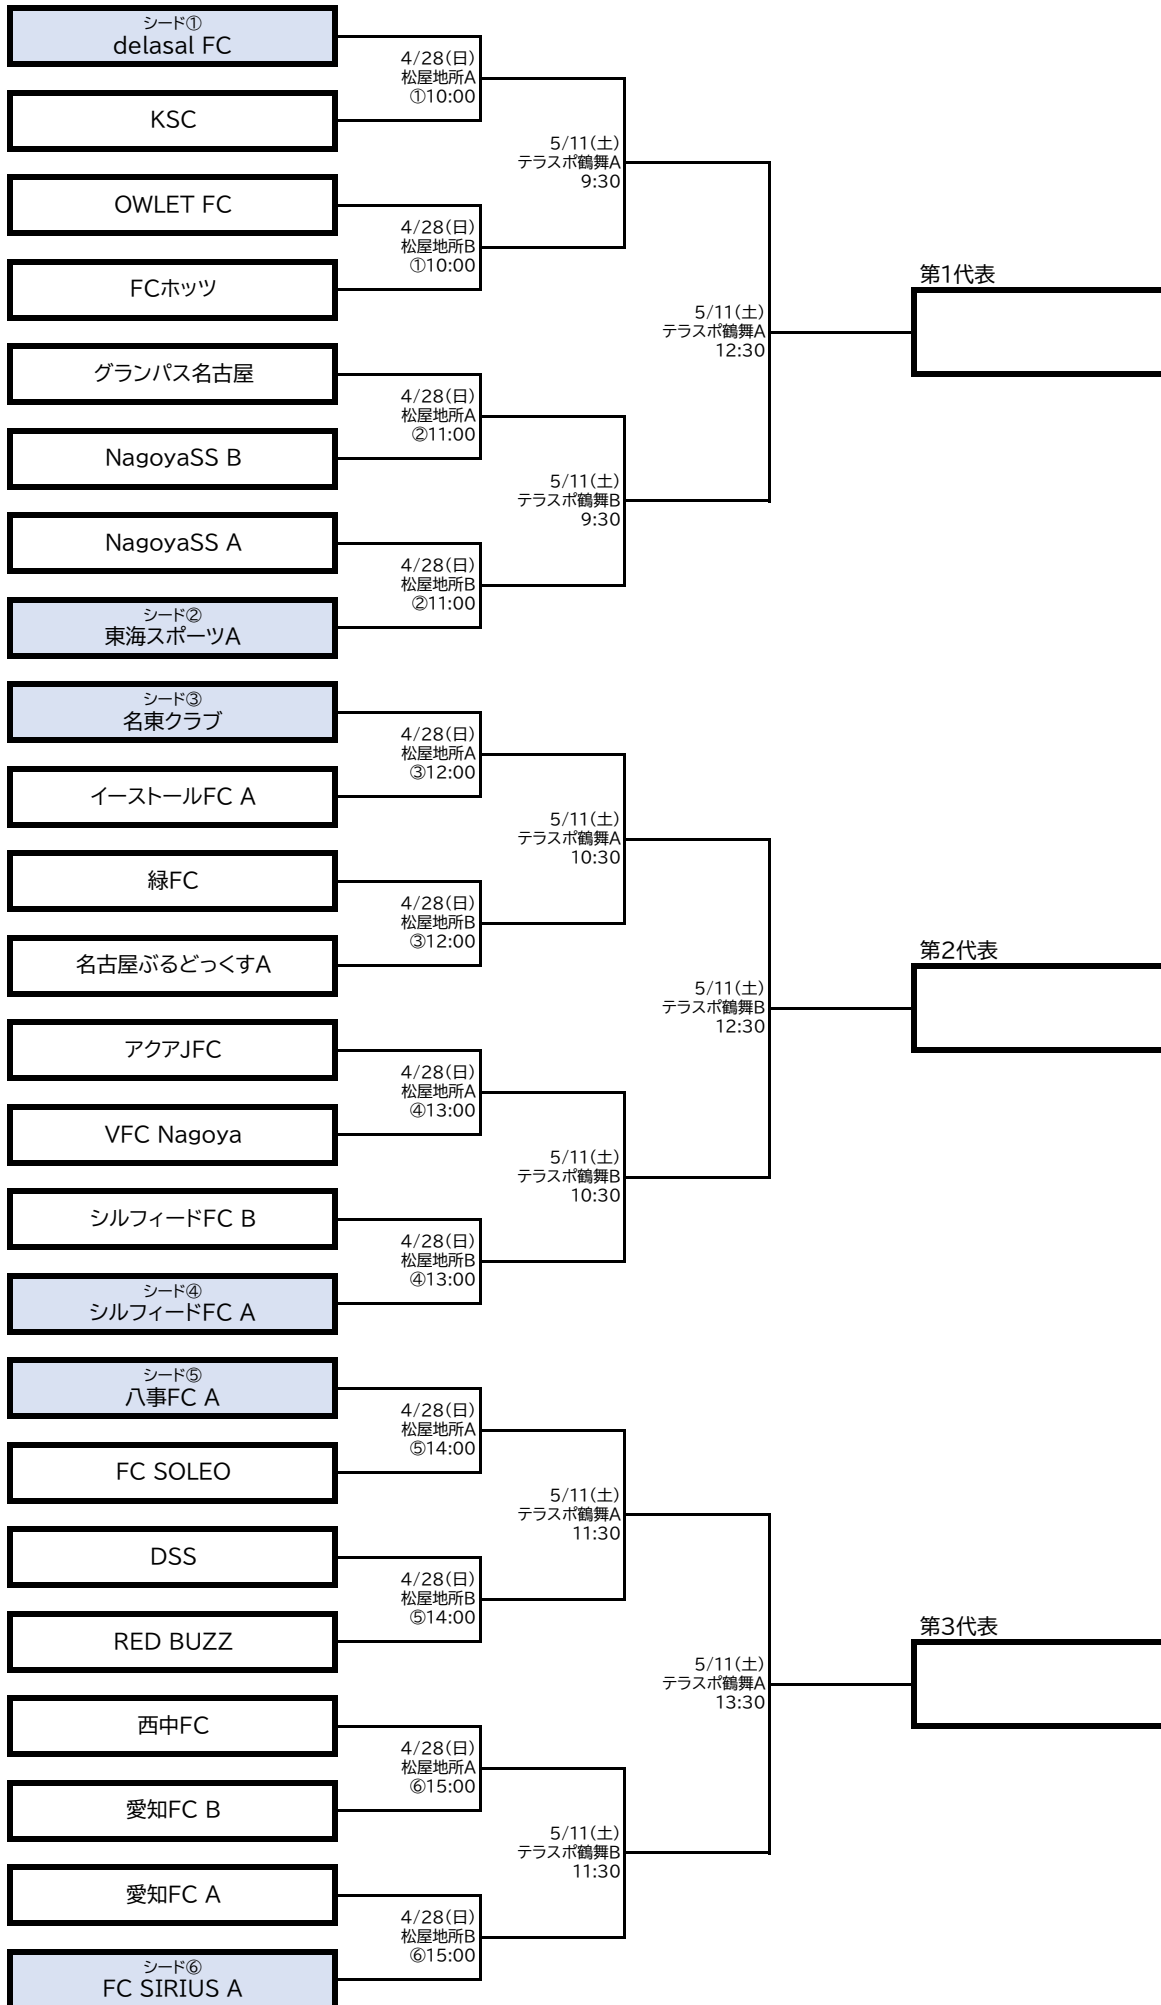 シード①
delasal FC
4/28(日)
松屋地所A
①10:00
KSC
5/11(土)
テラスポ鶴舞A
9:30
OWLET FC
4/28(日)
松屋地所B
①10:00
FCホッツ
第1代表
5/11(土)
テラスポ鶴舞A
12:30
グランパス名古屋
4/28(日)
松屋地所A
②11:00
NagoyaSS B
5/11(土)
テラスポ鶴舞B
9:30
NagoyaSS A
4/28(日)
松屋地所B
②11:00
シード②
東海スポーツA
シード③
名東クラブ
4/28(日)
松屋地所A
③12:00
イーストールFC A
5/11(土)
テラスポ鶴舞A
10:30
緑FC
4/28(日)
松屋地所B
③12:00
名古屋ぶるどっくすA
第2代表
5/11(土)
テラスポ鶴舞B
12:30
アクアJFC
4/28(日)
松屋地所A
④13:00
VFC Nagoya
5/11(土)
テラスポ鶴舞B
10:30
シルフィードFC B
4/28(日)
松屋地所B
④13:00
シード④
シルフィードFC A
シード⑤
八事FC A
4/28(日)
松屋地所A
⑤14:00
FC SOLEO
5/11(土)
テラスポ鶴舞A
11:30
DSS
4/28(日)
松屋地所B
⑤14:00
RED BUZZ
第3代表
5/11(土)
テラスポ鶴舞A
13:30
西中FC
4/28(日)
松屋地所A
⑥15:00
愛知FC B
5/11(土)
テラスポ鶴舞B
11:30
愛知FC A
4/28(日)
松屋地所B
⑥15:00
シード⑥
FC SIRIUS A